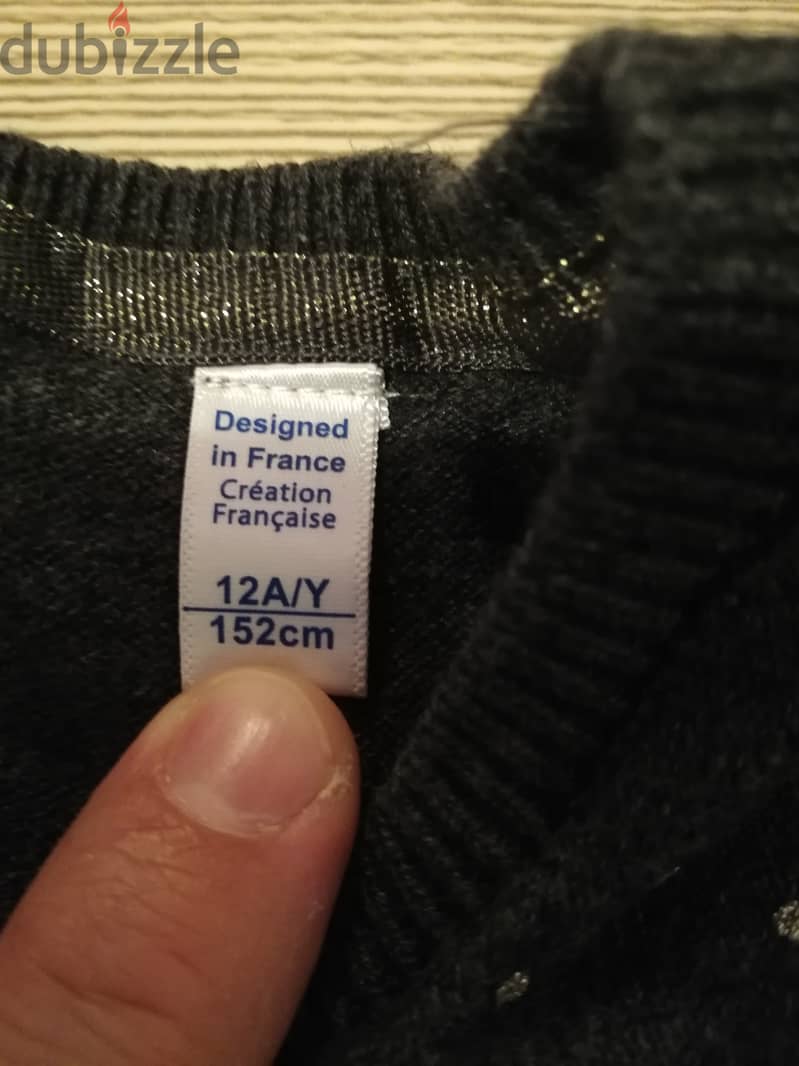 dubizzle
Designed
in France
Création
Française
12A/Y
152cm